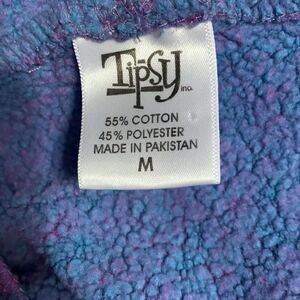 Tipsy inc.
55% COTTON
45% POLYESTER
MADE IN PAKISTAN
M